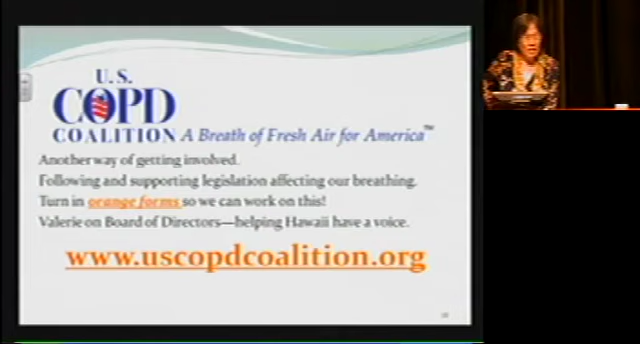 U. S.
COPD
COALITION A Breath of Fresh Air for America™
Another way of getting involved.
Following and supporting legislation affecting our breathing.
Turn in orange forms so we can work on this!
Valerie on Board of Directors—helping Hawaii have a voice.
www.uscopdcoalition.org